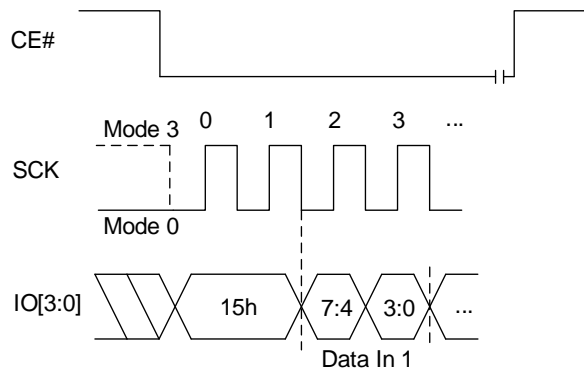 CE#
0 1 2 3 ...
Mode 3
SCK
Mode 0
IO[3:0] 15h 7:4 3:0 ...
Data In 1